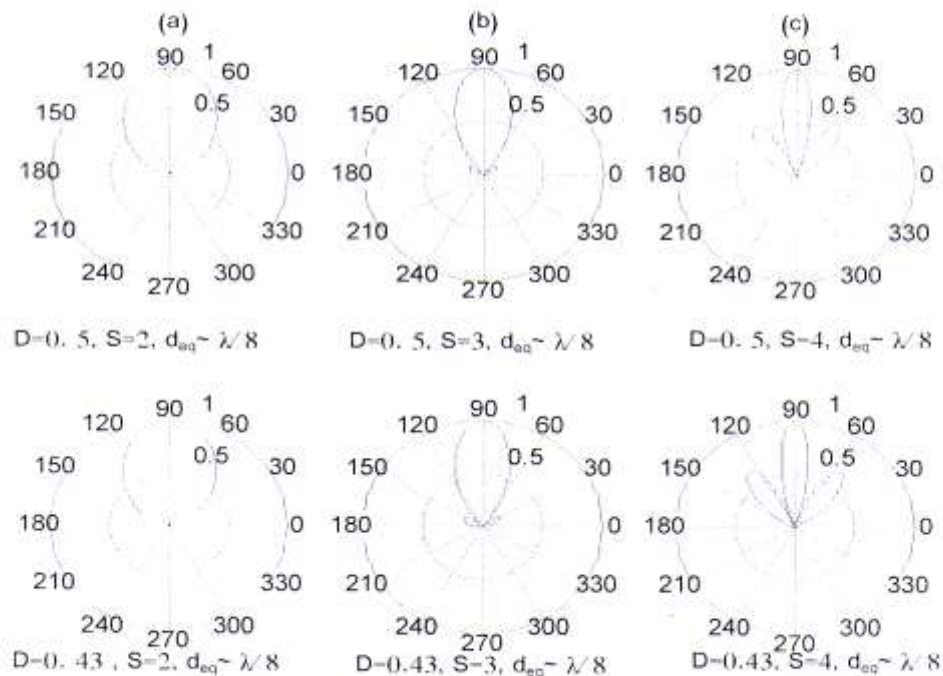 (a) (b) (c)
90 1 90 1 90 1
120 60 120 60 120 60
0.5 0.5 0.5
150 30 150 30 150 30
180 0 180 0 180 0
210 330 210 330 210 330
240 300 240 300 240 300
270 270 270
D=0. 5, S=2, deq~ λ/8 D=0. 5, S=3, deq~ λ/8 D=0. 5, S=4, deq~ λ/8
90 1 90 1 90 1
120 60 120 60 120 60
0.5 0.5 0.5
150 30 150 30 150 30
180 0 180 0 180 0
210 330 210 330 210 330
240 300 240 300 240 300
270 270 270
D=0. 43 , S=2, deq~ λ/8 D=0.43, S=3, deq~ λ/8 D=0.43, S=4, deq~ λ/8